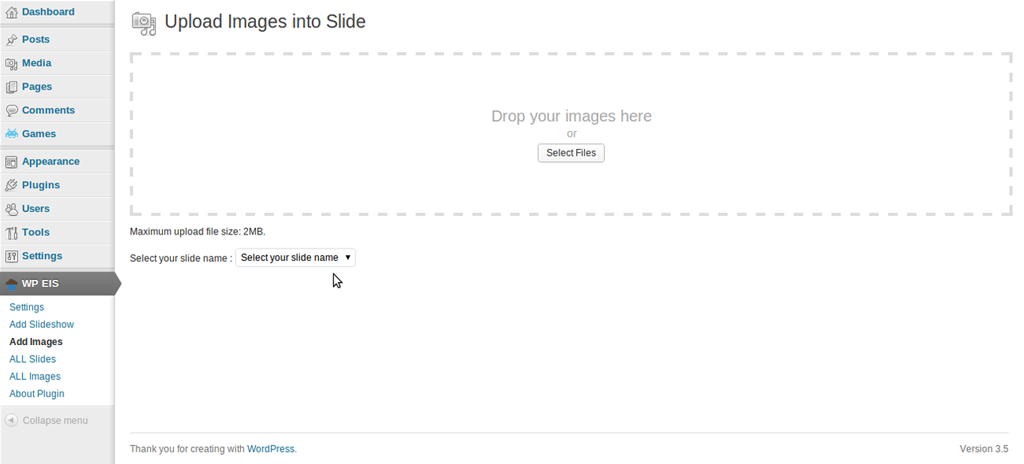 Dashboard
Posts
Media
Pages
Comments
Games
Appearance
Plugins
Users
Tools
Settings
WP EIS
Settings
Add Slideshow
Add Images
ALL Slides
ALL Images
About Plugin
Collapse menu
Upload Images into Slide
Drop your images here
or
Select Files
Maximum upload file size: 2MB.
Select your slide name : Select your slide name
Thank you for creating with WordPress. Version 3.5